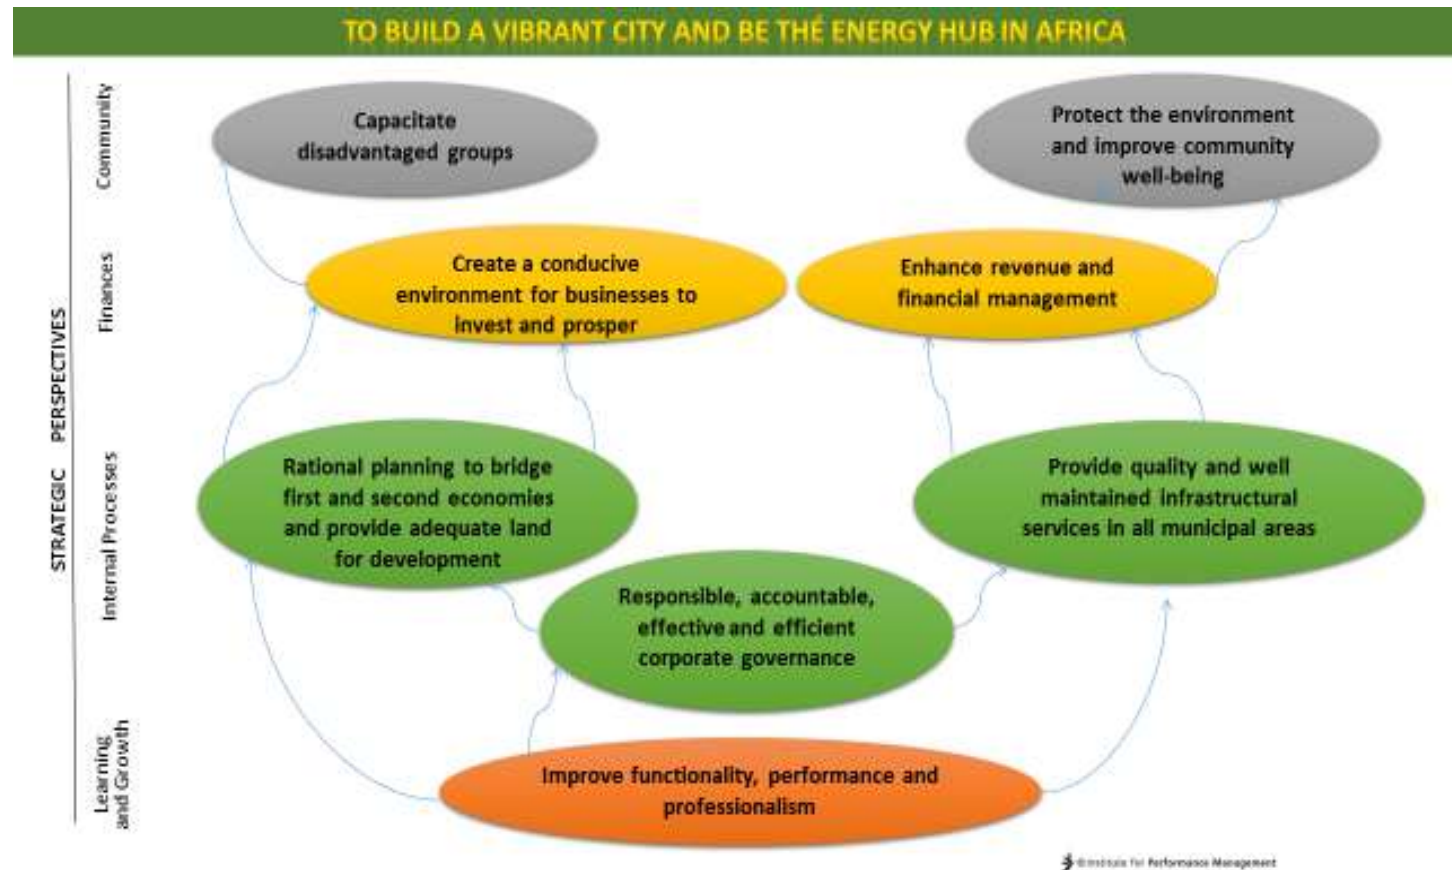 TO BUILD A VIBRANT CITY AND BE THÉ ENERGY HUB IN AFRICA
STRATEGIC PERSPECTIVES
Community
Capacitate
disadvantaged groups
Protect the environment
and improve community
well-being
Finances
Create a conducive
environment for businesses to
invest and prosper
Enhance revenue and
financial management
Internal Processes
Rational planning to bridge
first and second economies
and provide adequate land
for development
Provide quality and well
maintained infrastructural
services in all municipal areas
Responsible, accountable,
effective and efficient
corporate governance
Learning
and Growth
Improve functionality, performance and
professionalism
© Institute for Performance Management